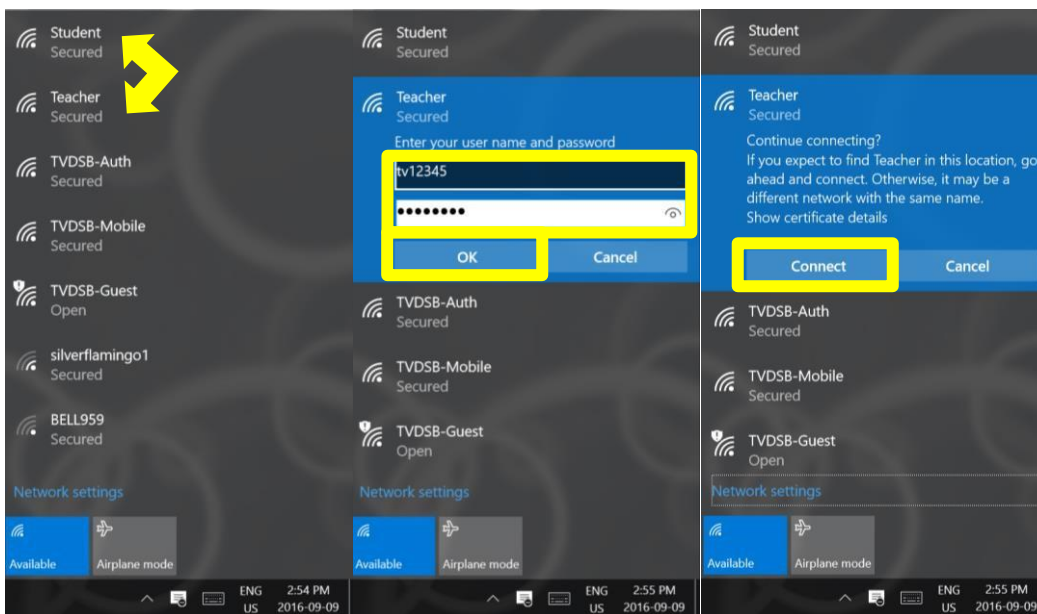 Student
Secured
Teacher
Secured
TVDSB-Auth
Secured
TVDSB-Mobile
Secured
TVDSB-Guest
Open
silverflamingo1
Secured
BELL959
Secured
Network settings
Available
Airplane mode
ENG
US
2:54 PM
2016-09-09
Student
Secured
Teacher
Secured
Enter your user name and password
tv12345
••••••••
OK
Cancel
TVDSB-Auth
Secured
TVDSB-Mobile
Secured
TVDSB-Guest
Open
Network settings
Available
Airplane mode
ENG
US
2:55 PM
2016-09-09
Student
Secured
Teacher
Secured
Continue connecting?
If you expect to find Teacher in this location, go
ahead and connect. Otherwise, it may be a
different network with the same name.
Show certificate details
Connect
Cancel
TVDSB-Auth
Secured
TVDSB-Mobile
Secured
TVDSB-Guest
Open
Network settings
Available
Airplane mode
ENG
US
2:55 PM
2016-09-09